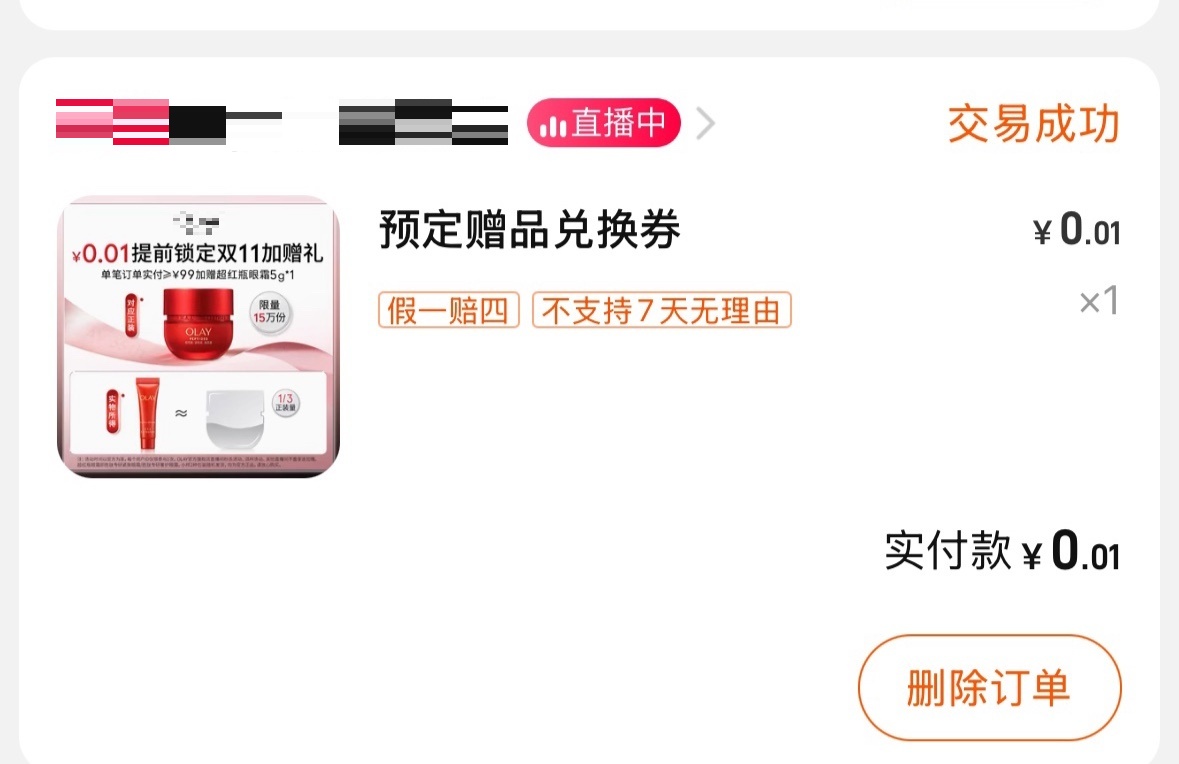 直播中
交易成功
预定赠品兑换券
¥0.01
假一赔四
不支持7天无理由
×1
¥0.01提前锁定双11加赠礼
单笔订单实付≥¥99加赠超红瓶眼霜5g*1
对应正装
限量
15万份
OLAY
实物所得
OLAY
≈
1/3
正装量
实付款 ¥0.01
删除订单